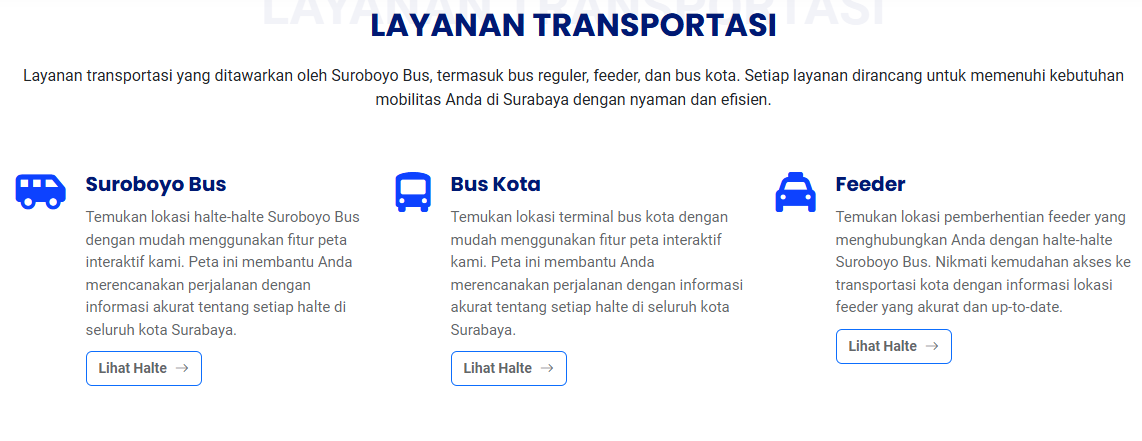 LAYANAN TRANSPORTASI
LAYANAN TRANSPORTASI
Layanan transportasi yang ditawarkan oleh Suroboyo Bus, termasuk bus reguler, feeder, dan bus kota. Setiap layanan dirancang untuk memenuhi kebutuhan
mobilitas Anda di Surabaya dengan nyaman dan efisien.
Suroboyo Bus
Temukan lokasi halte-halte Suroboyo Bus
dengan mudah menggunakan fitur peta
interaktif kami. Peta ini membantu Anda
merencanakan perjalanan dengan
informasi akurat tentang setiap halte di
seluruh kota Surabaya.
Lihat Halte →
Bus Kota
Temukan lokasi terminal bus kota dengan
mudah menggunakan fitur peta interaktif
kami. Peta ini membantu Anda
merencanakan perjalanan dengan informasi
akurat tentang setiap halte di seluruh kota
Surabaya.
Lihat Halte →
Feeder
Temukan lokasi pemberhentian feeder yang
menghubungkan Anda dengan halte-halte
Suroboyo Bus. Nikmati kemudahan akses ke
transportasi kota dengan informasi lokasi
feeder yang akurat dan up-to-date.
Lihat Halte →